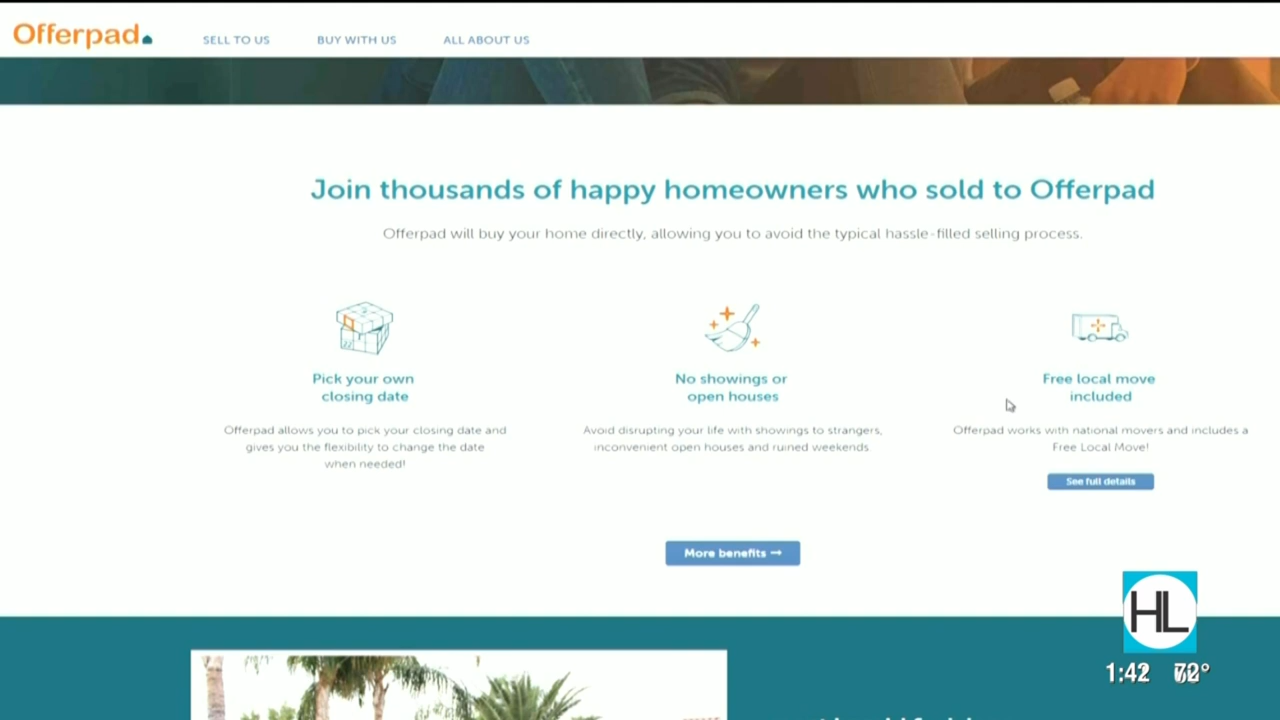 Offerpad
SELL TO US BUY WITH US ALL ABOUT US
Join thousands of happy homeowners who sold to Offerpad
Offerpad will buy your home directly, allowing you to avoid the typical hassle-filled selling process.
Pick your own
closing date
Offerpad allows you to pick your closing date and
gives you the flexibility to change the date
when needed!
No showings or
open houses
Avoid disrupting your life with showings to strangers,
inconvenient open houses and ruined weekends.
Free local move
included
Offerpad works with national movers and includes a
Free Local Move!
See full details
More benefits →
HL
1:42